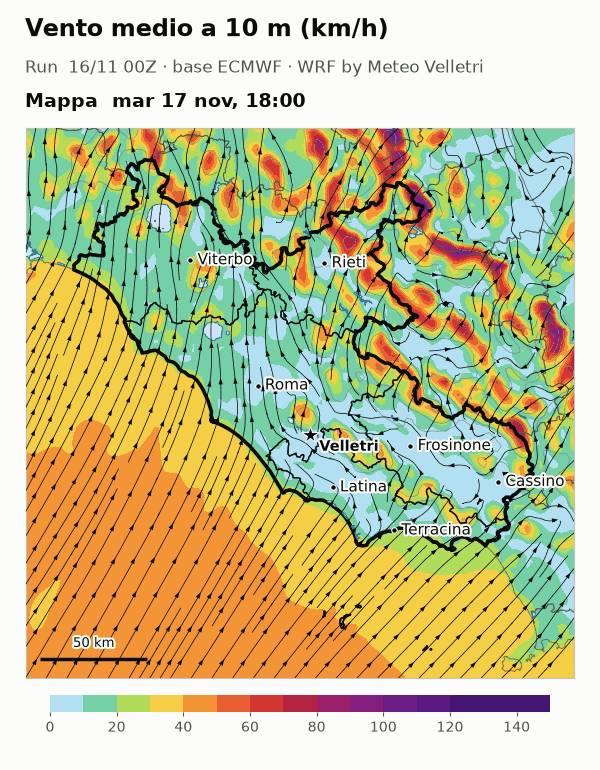 Vento medio a 10 m (km/h)
Run  16/11 00Z · base ECMWF · WRF by Meteo Velletri
Mappa  mar 17 nov, 18:00
Viterbo
Rieti
Roma
Velletri
Frosinone
Cassino
Latina
Terracina
50 km
0 20 40 60 80 100 120 140